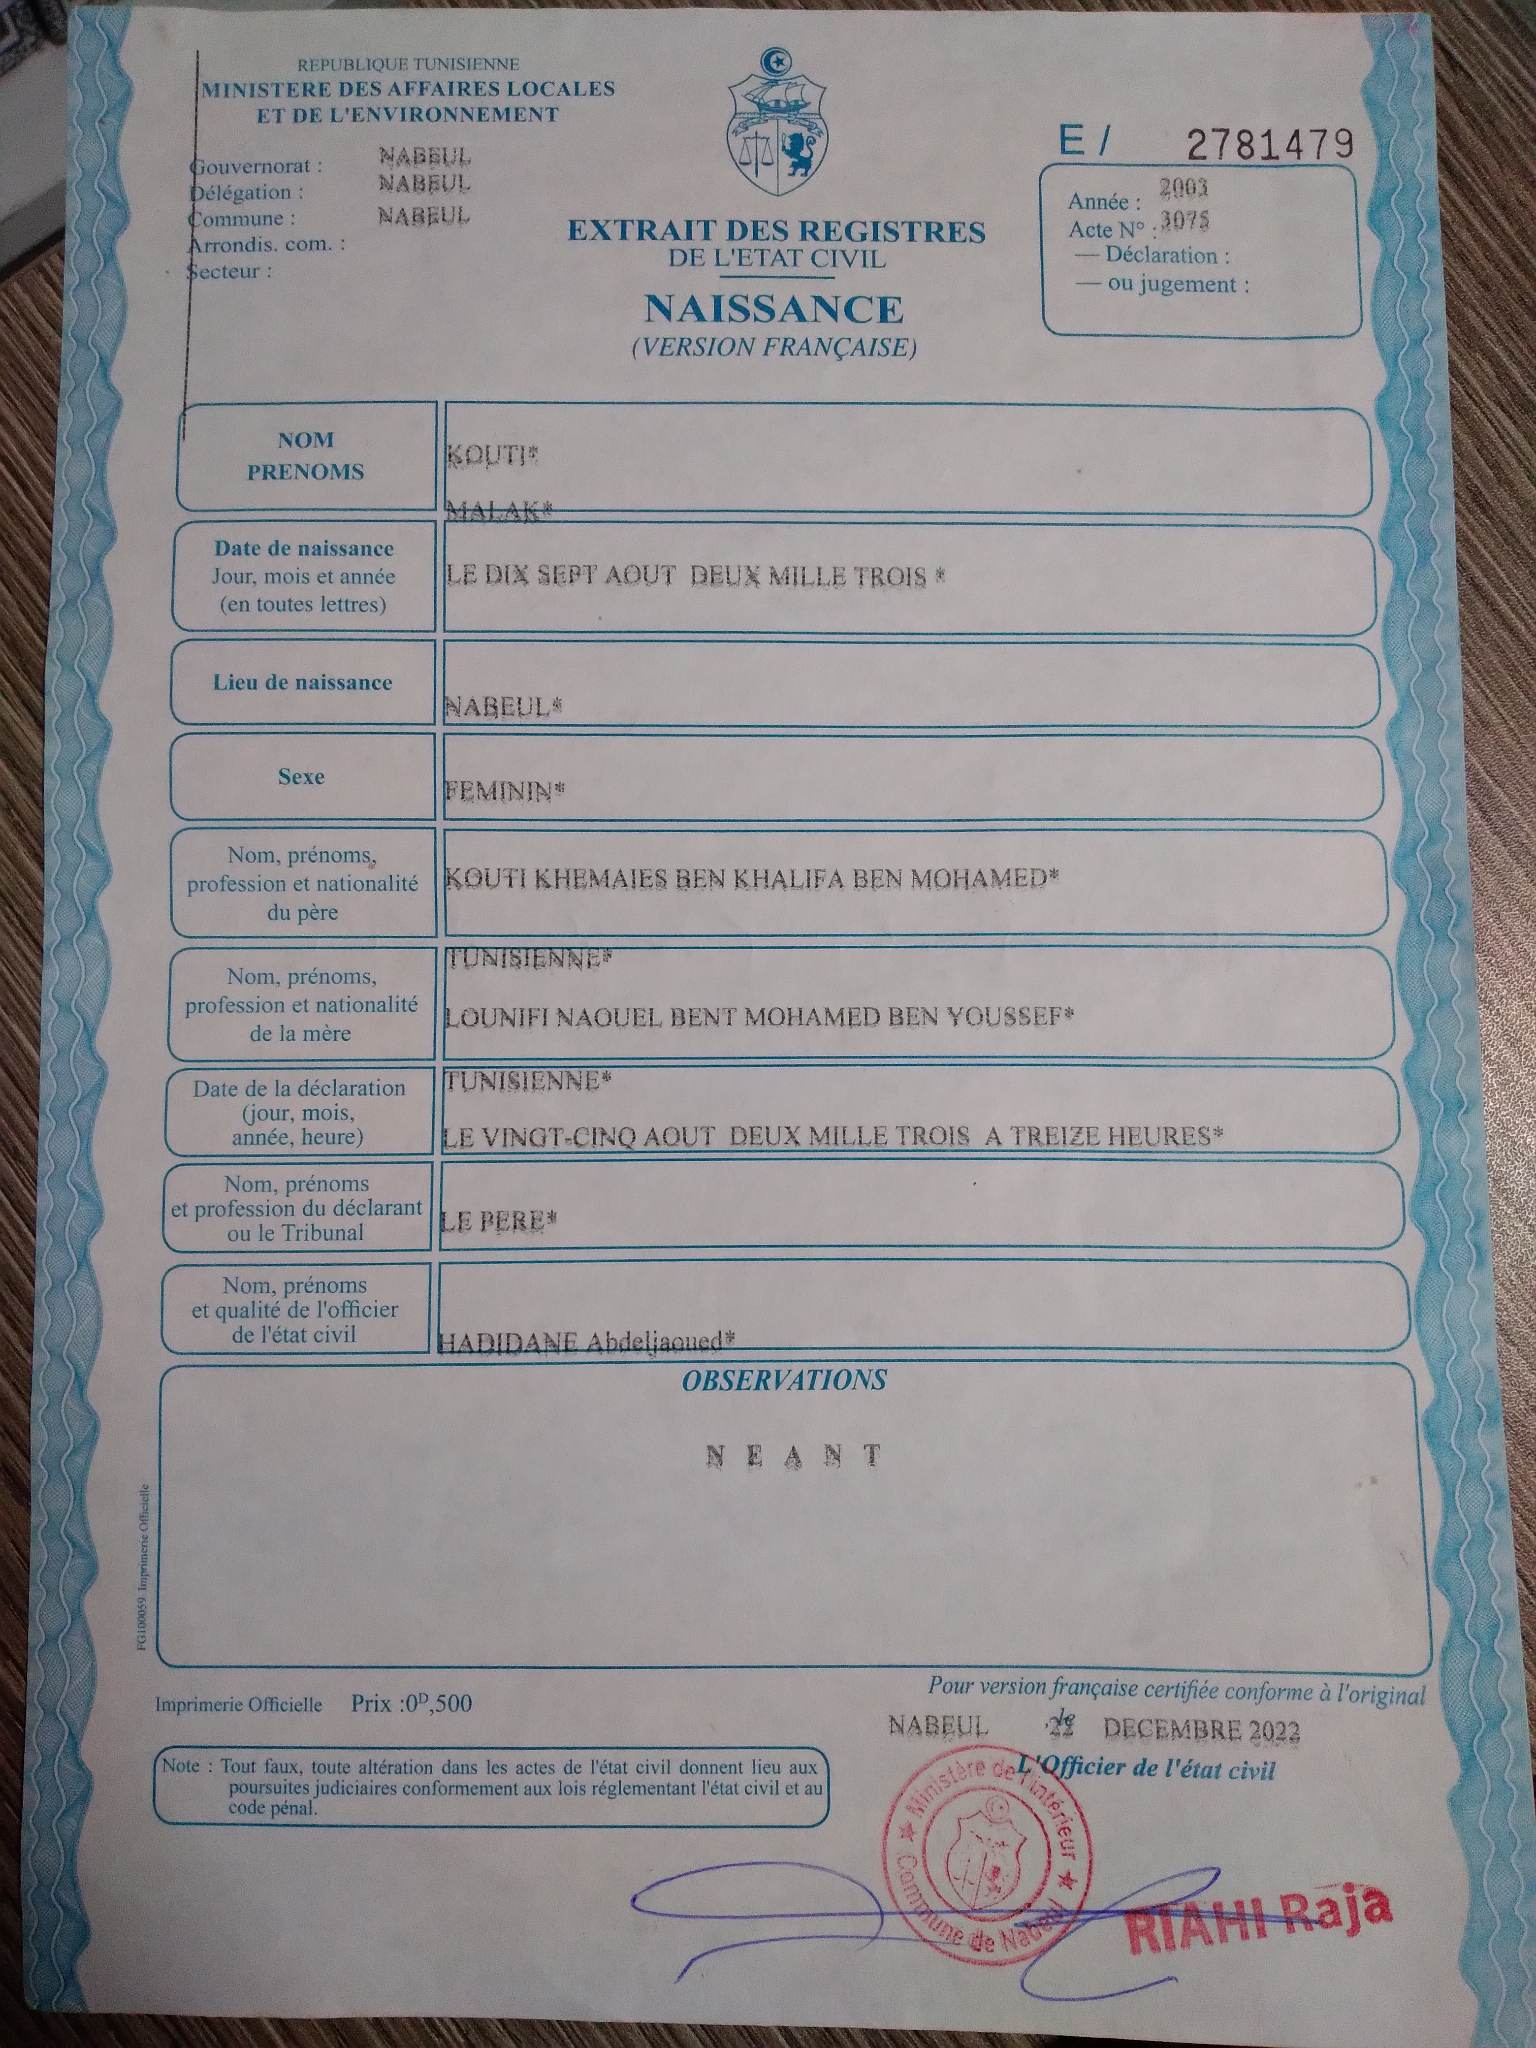 REPUBLIQUE TUNISIENNE
MINISTERE DES AFFAIRES LOCALES
ET DE L'ENVIRONNEMENT
Gouvernorat : NABEUL
Délégation : NABEUL
Commune : NABEUL
Arrondis. com. :
Secteur :
E / 2781479
Année : 2003
Acte N° : 3075
— Déclaration :
— ou jugement :
EXTRAIT DES REGISTRES
DE L'ETAT CIVIL
NAISSANCE
(VERSION FRANÇAISE)
NOM
PRENOMS
KOUTI*
MALAK*
Date de naissance
Jour, mois et année
(en toutes lettres)
LE DIX SEPT AOUT DEUX MILLE TROIS *
Lieu de naissance
NABEUL*
Sexe
FEMININ*
Nom, prénoms,
profession et nationalité
du père
KOUTI KHEMAIES BEN KHALIFA BEN MOHAMED*
TUNISIENNE*
Nom, prénoms,
profession et nationalité
de la mère
LOUNIFI NAOUEL BENT MOHAMED BEN YOUSSEF*
TUNISIENNE*
Date de la déclaration
(jour, mois,
année, heure)
LE VINGT-CINQ AOUT DEUX MILLE TROIS A TREIZE HEURES*
Nom, prénoms
et profession du déclarant
ou le Tribunal
LE PERE*
Nom, prénoms
et qualité de l'officier
de l'état civil
HADIDANE Abdeljaoued*
OBSERVATIONS
N E A N T
FG100059 Imprimerie Officielle
Imprimerie Officielle Prix :0ᴰ,500
Pour version française certifiée conforme à l'original
NABEUL le 22 DECEMBRE 2022
L'Officier de l'état civil
Note : Tout faux, toute altération dans les actes de l'état civil donnent lieu aux
poursuites judiciaires conformement aux lois réglementant l'état civil et au
code pénal.
Ministère de l'Intérieur
Commune de Nabeul
RIAHI Raja